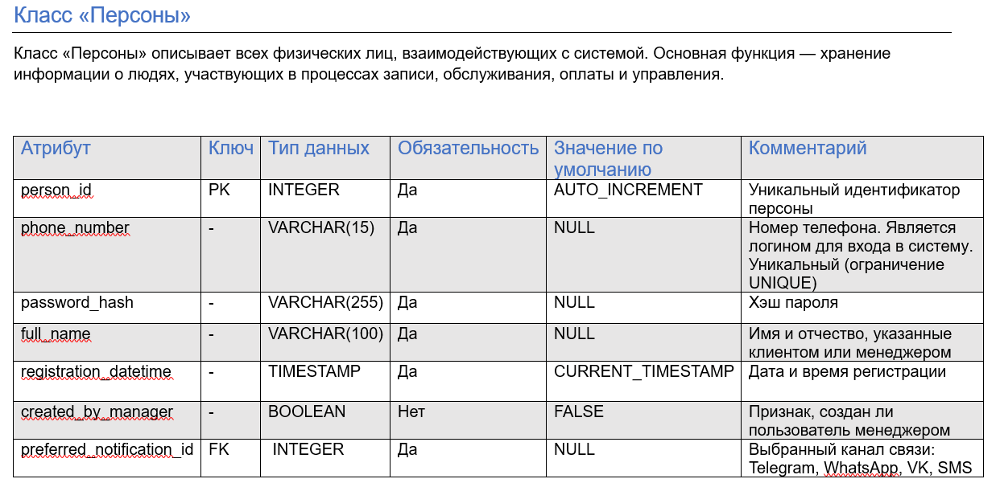 Класс «Персоны»
Класс «Персоны» описывает всех физических лиц, взаимодействующих с системой. Основная функция — хранение
информации о людях, участвующих в процессах записи, обслуживания, оплаты и управления.
Атрибут Ключ Тип данных Обязательность Значение по
умолчанию Комментарий
person_id PK INTEGER Да AUTO_INCREMENT Уникальный идентификатор
персоны
phone_number - VARCHAR(15) Да NULL Номер телефона. Является
логином для входа в систему.
Уникальный (ограничение
UNIQUE)
password_hash - VARCHAR(255) Да NULL Хэш пароля
full_name - VARCHAR(100) Да NULL Имя и отчество, указанные
клиентом или менеджером
registration_datetime - TIMESTAMP Да CURRENT_TIMESTAMP Дата и время регистрации
created_by_manager - BOOLEAN Нет FALSE Признак, создан ли
пользователь менеджером
preferred_notification_id FK INTEGER Да NULL Выбранный канал связи:
Telegram, WhatsApp, VK, SMS